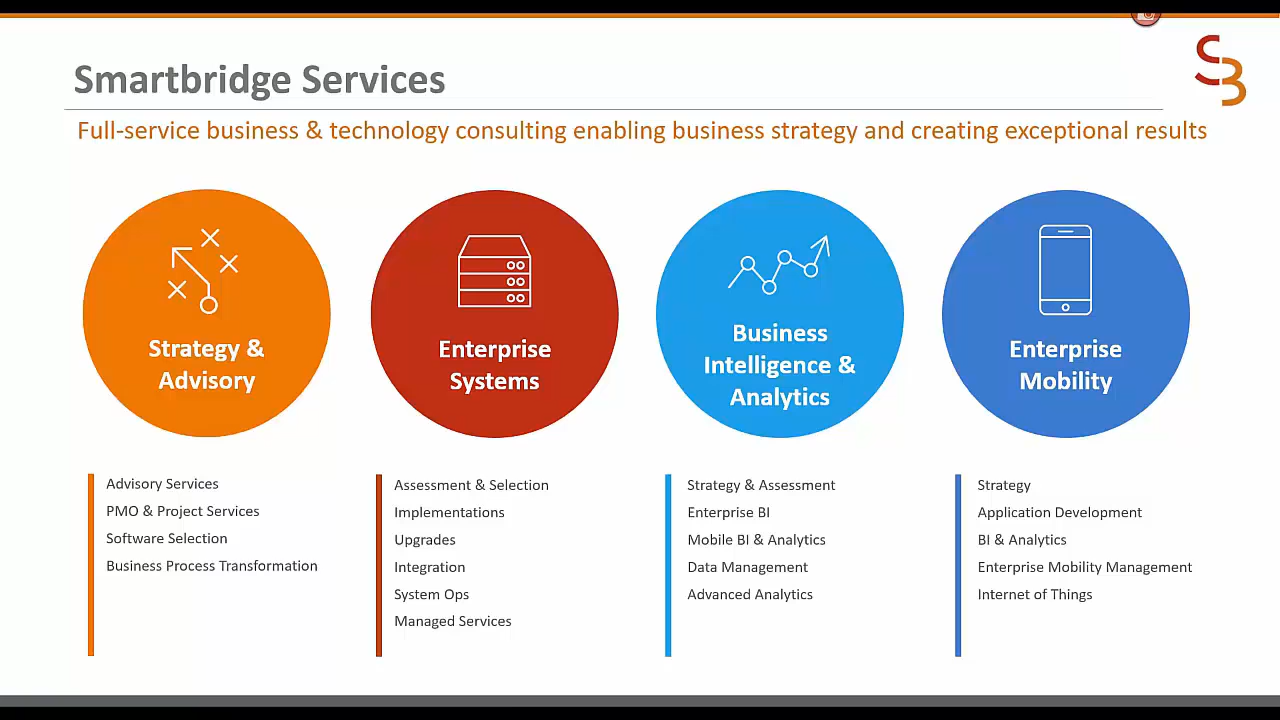 Smartbridge Services
SB
Full-service business & technology consulting enabling business strategy and creating exceptional results
Strategy &
Advisory
Enterprise
Systems
Business
Intelligence &
Analytics
Enterprise
Mobility
Advisory Services
PMO & Project Services
Software Selection
Business Process Transformation
Assessment & Selection
Implementations
Upgrades
Integration
System Ops
Managed Services
Strategy & Assessment
Enterprise BI
Mobile BI & Analytics
Data Management
Advanced Analytics
Strategy
Application Development
BI & Analytics
Enterprise Mobility Management
Internet of Things